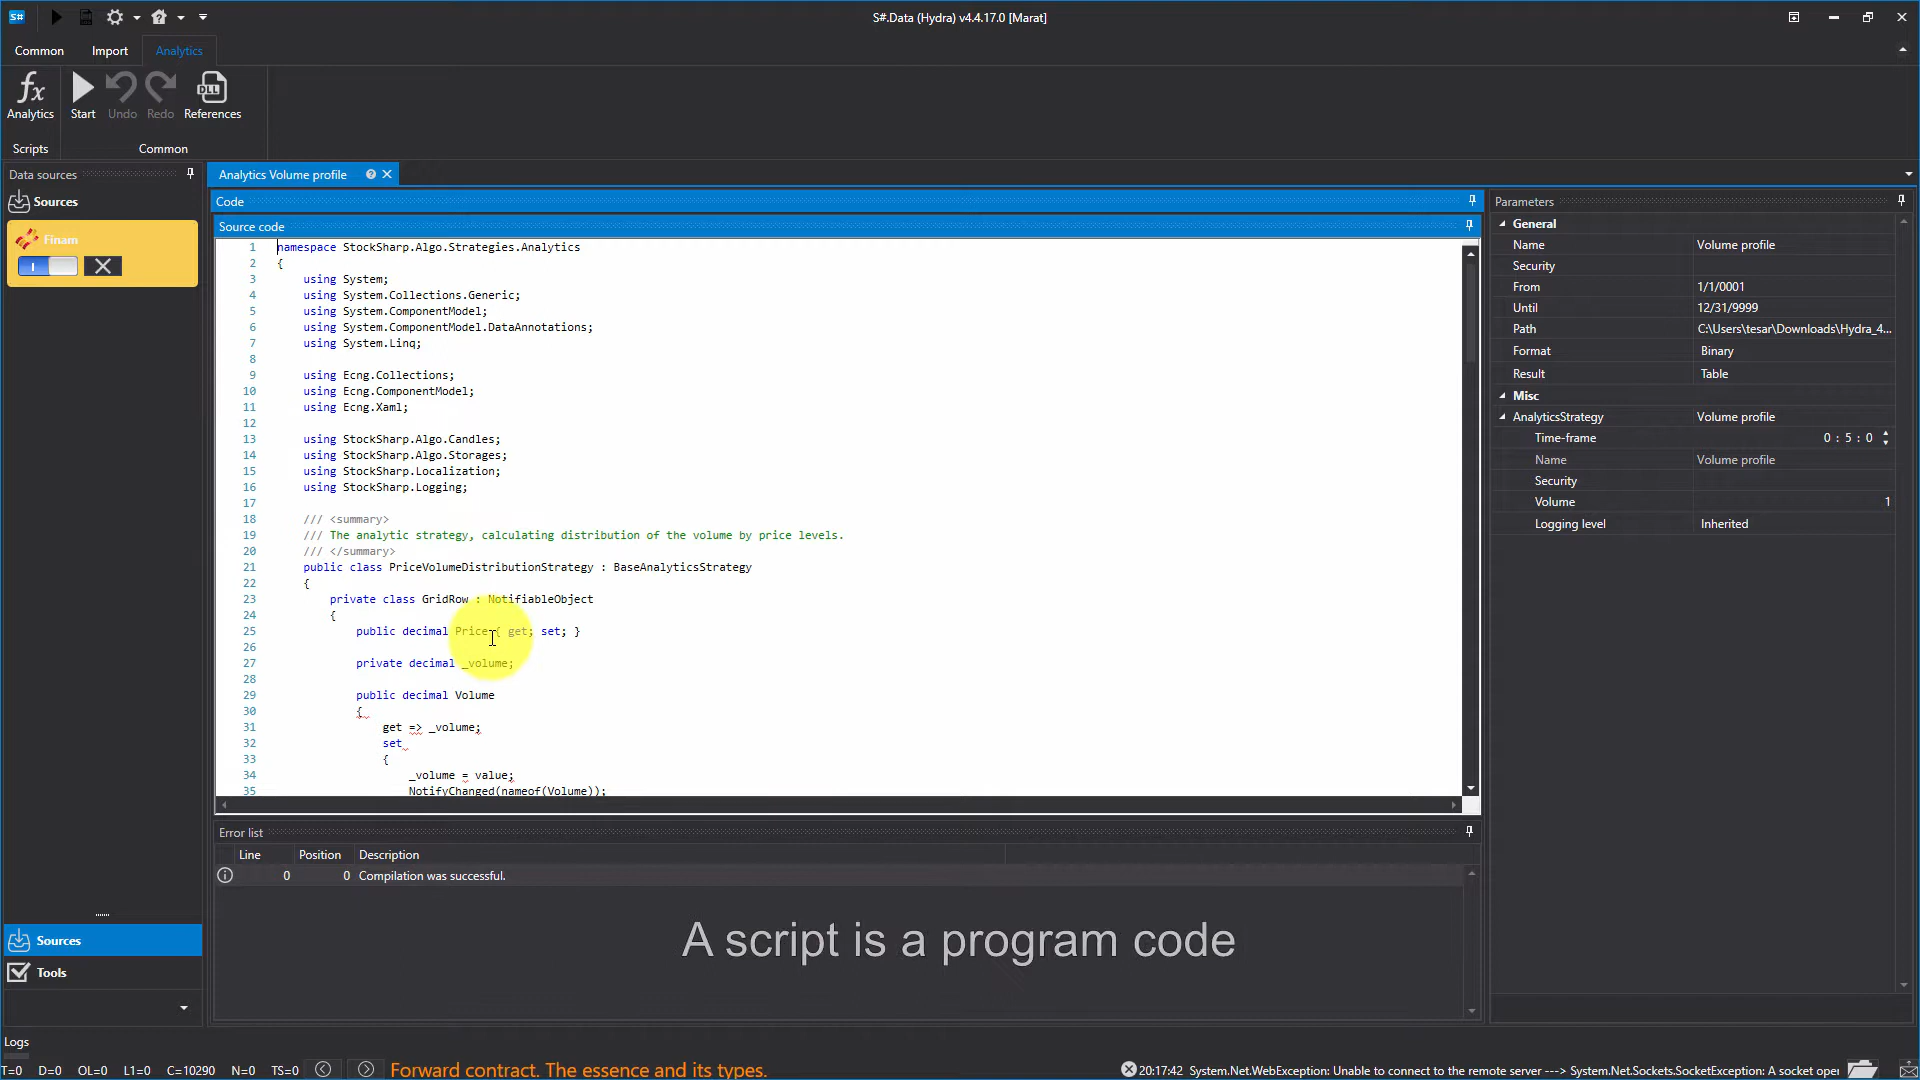 S#
S#.Data (Hydra) v4.4.17.0 [Marat]
Common
Import
Analytics
fx
DLL
Analytics
Start
Undo
Redo
References
Scripts
Common
Data sources
Sources
Finam
Analytics Volume profile
Code
Source code
1 namespace StockSharp.Algo.Strategies.Analytics
2 {
3 using System;
4 using System.Collections.Generic;
5 using System.ComponentModel;
6 using System.ComponentModel.DataAnnotations;
7 using System.Linq;
8
9 using Ecng.Collections;
10 using Ecng.ComponentModel;
11 using Ecng.Xaml;
12
13 using StockSharp.Algo.Candles;
14 using StockSharp.Algo.Storages;
15 using StockSharp.Localization;
16 using StockSharp.Logging;
17
18 /// <summary>
19 /// The analytic strategy, calculating distribution of the volume by price levels.
20 /// </summary>
21 public class PriceVolumeDistributionStrategy : BaseAnalyticsStrategy
22 {
23 private class GridRow : NotifiableObject
24 {
25 public decimal Price { get; set; }
26
27 private decimal _volume;
28
29 public decimal Volume
30 {
31 get => _volume;
32 set
33 {
34 _volume = value;
35 NotifyChanged(nameof(Volume));
Parameters
General
Name Volume profile
Security
From 1/1/0001
Until 12/31/9999
Path C:\Users\tesar\Downloads\Hydra_4...
Format Binary
Result Table
Misc
AnalyticsStrategy Volume profile
Time-frame 0 : 5 : 0
Name Volume profile
Security
Volume 1
Logging level Inherited
Error list
Line Position Description
0 0 Compilation was successful.
A script is a program code
Sources
Tools
Logs
T=0 D=0 OL=0 L1=0 C=10290 N=0 TS=0
Forward contract. The essence and its types.
20:17:42 System.Net.WebException: Unable to connect to the remote server ---> System.Net.Sockets.SocketException: A socket oper